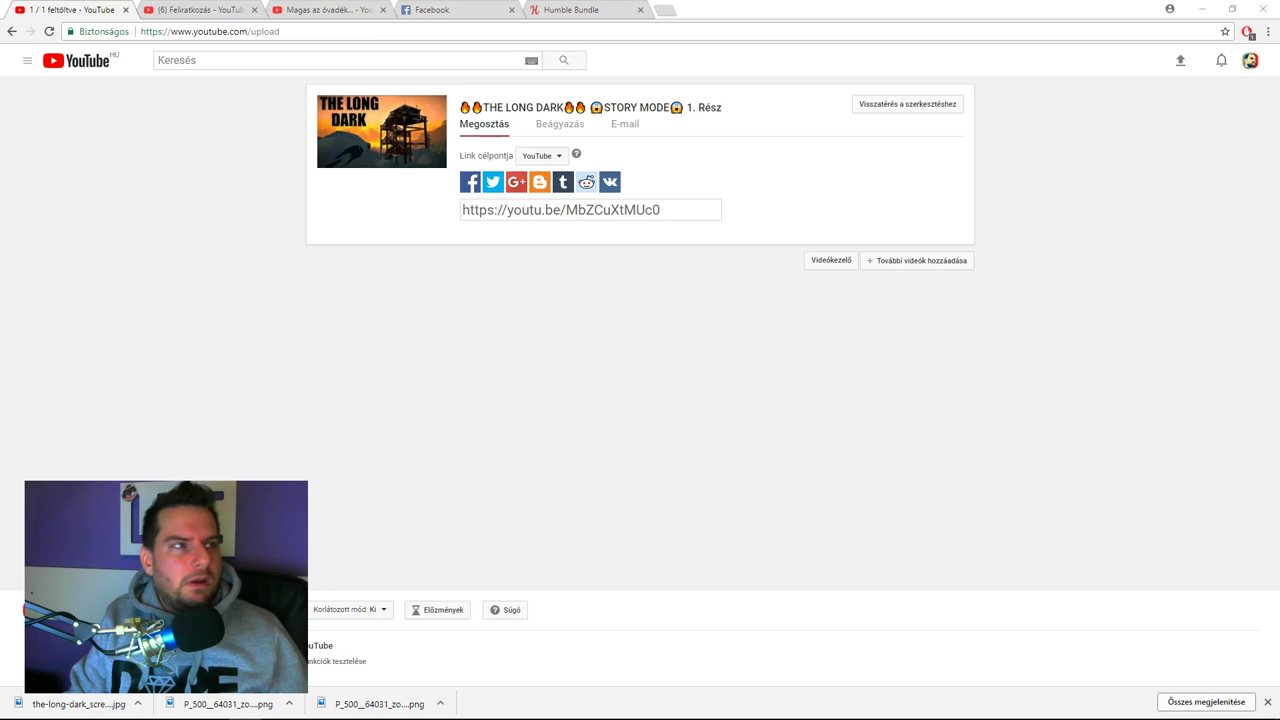 1 / 1 feltöltve - YouTube
(6) Feliratkozás - YouTub
Magas az óvadék... - You
Facebook
Humble Bundle
Biztonságos
https://www.youtube.com/upload
YouTube HU
Keresés
THE LONG DARK
🔥🔥THE LONG DARK🔥🔥 😱STORY MODE😱 1. Rész
Visszatérés a szerkesztéshez
Megosztás Beágyazás E-mail
Link célpontja YouTube
https://youtu.be/MbZCuXtMUc0
Videókezelő
+ További videók hozzáadása
Korlátozott mód: Ki
Előzmények
Súgó
ouTube
nkciók tesztelése
the-long-dark_scre....jpg
P_500__64031_zo....png
P_500__64031_zo....png
Összes megjelenítése